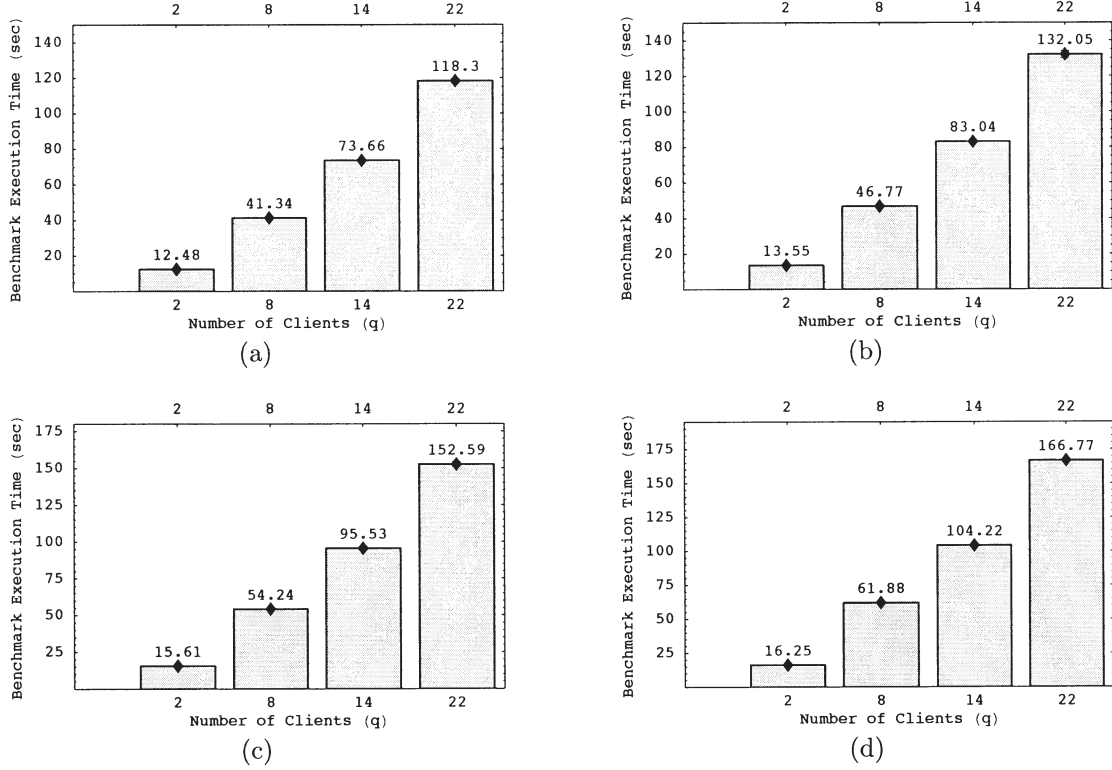 2 8 14 22
Benchmark Execution Time (sec)
140
120
100
80
60
40
20
12.48
41.34
73.66
118.3
2 8 14 22
Number of Clients (q)
(a)
2 8 14 22
Benchmark Execution Time (sec)
140
120
100
80
60
40
20
13.55
46.77
83.04
132.05
2 8 14 22
Number of Clients (q)
(b)
2 8 14 22
Benchmark Execution Time (sec)
175
150
125
100
75
50
25
15.61
54.24
95.53
152.59
2 8 14 22
Number of Clients (q)
(c)
2 8 14 22
Benchmark Execution Time (sec)
175
150
125
100
75
50
25
16.25
61.88
104.22
166.77
2 8 14 22
Number of Clients (q)
(d)